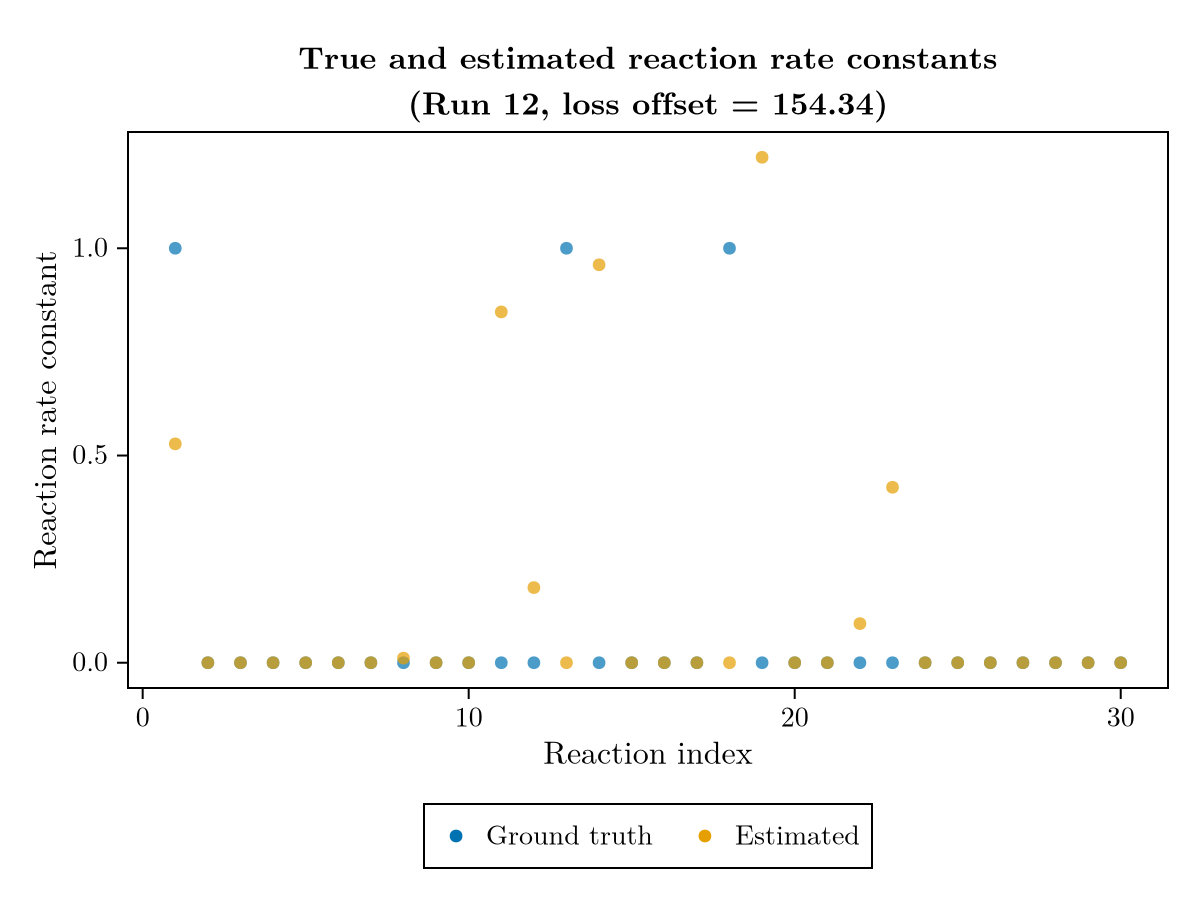 True and estimated reaction rate constants
(Run 12, loss offset = 154.34)
Reaction rate constant
1.0
0.5
0.0
0 10 20 30
Reaction index
Ground truth Estimated